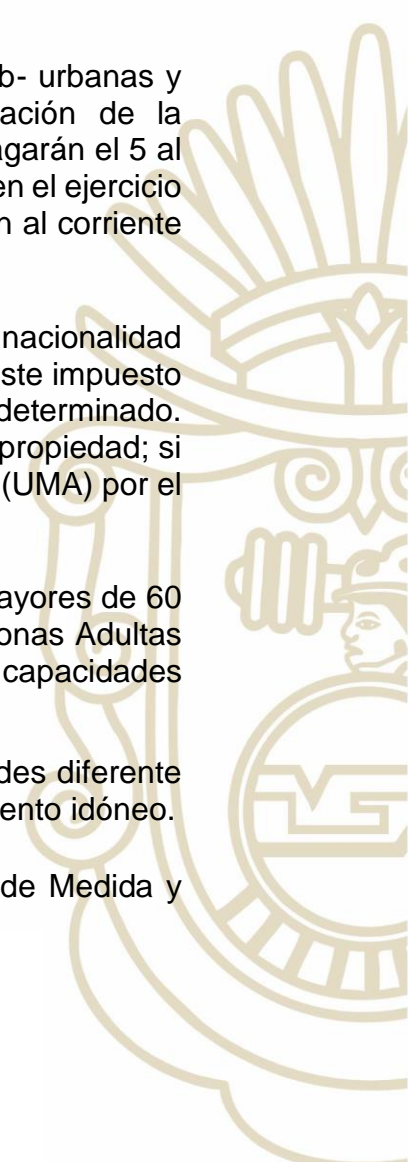 b- urbanas y
ación de la
agarán el 5 al
en el ejercicio
n al corriente
nacionalidad
ste impuesto
determinado.
propiedad; si
(UMA) por el
ayores de 60
onas Adultas
capacidades
des diferente
ento idóneo.
de Medida y